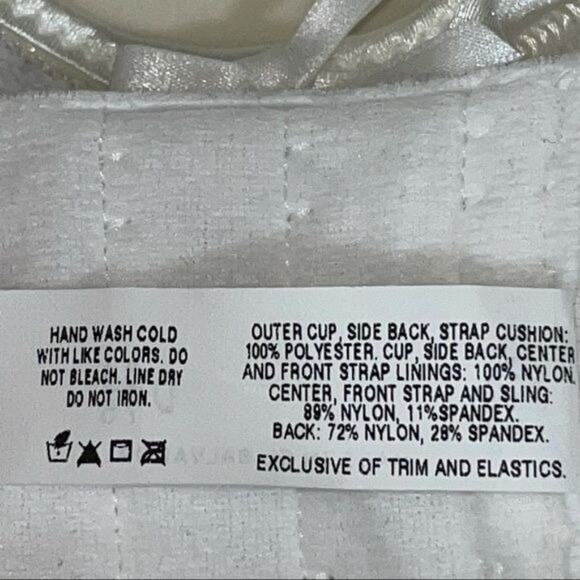 HAND WASH COLD
WITH LIKE COLORS. DO
NOT BLEACH. LINE DRY
DO NOT IRON.
OUTER CUP, SIDE BACK, STRAP CUSHION:
100% POLYESTER. CUP, SIDE BACK, CENTER
AND FRONT STRAP LININGS: 100% NYLON.
CENTER, FRONT STRAP AND SLING:
89% NYLON, 11%SPANDEX.
BACK: 72% NYLON, 28% SPANDEX.
EXCLUSIVE OF TRIM AND ELASTICS.